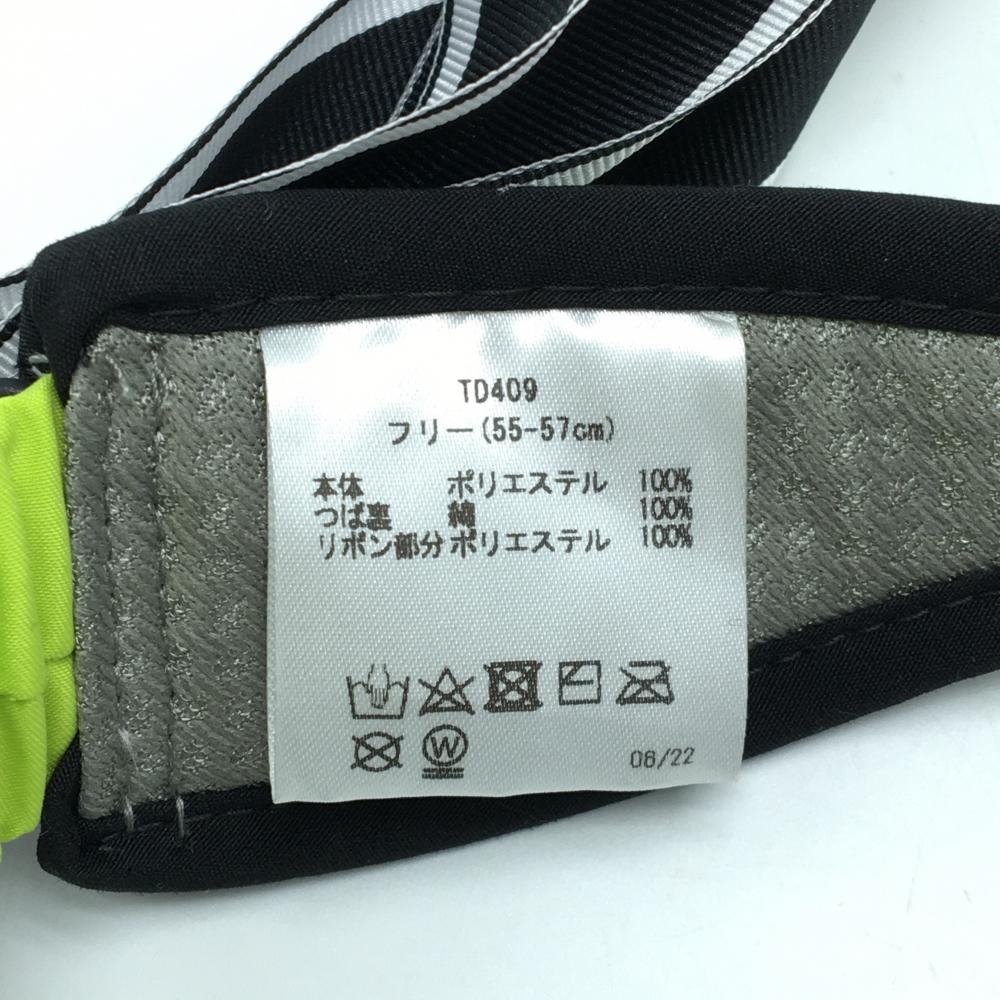 TD409
フリー(55-57cm)
本体 ポリエステル 100%
つば裏 綿 100%
リボン部分 ポリエステル 100%
W
08/22